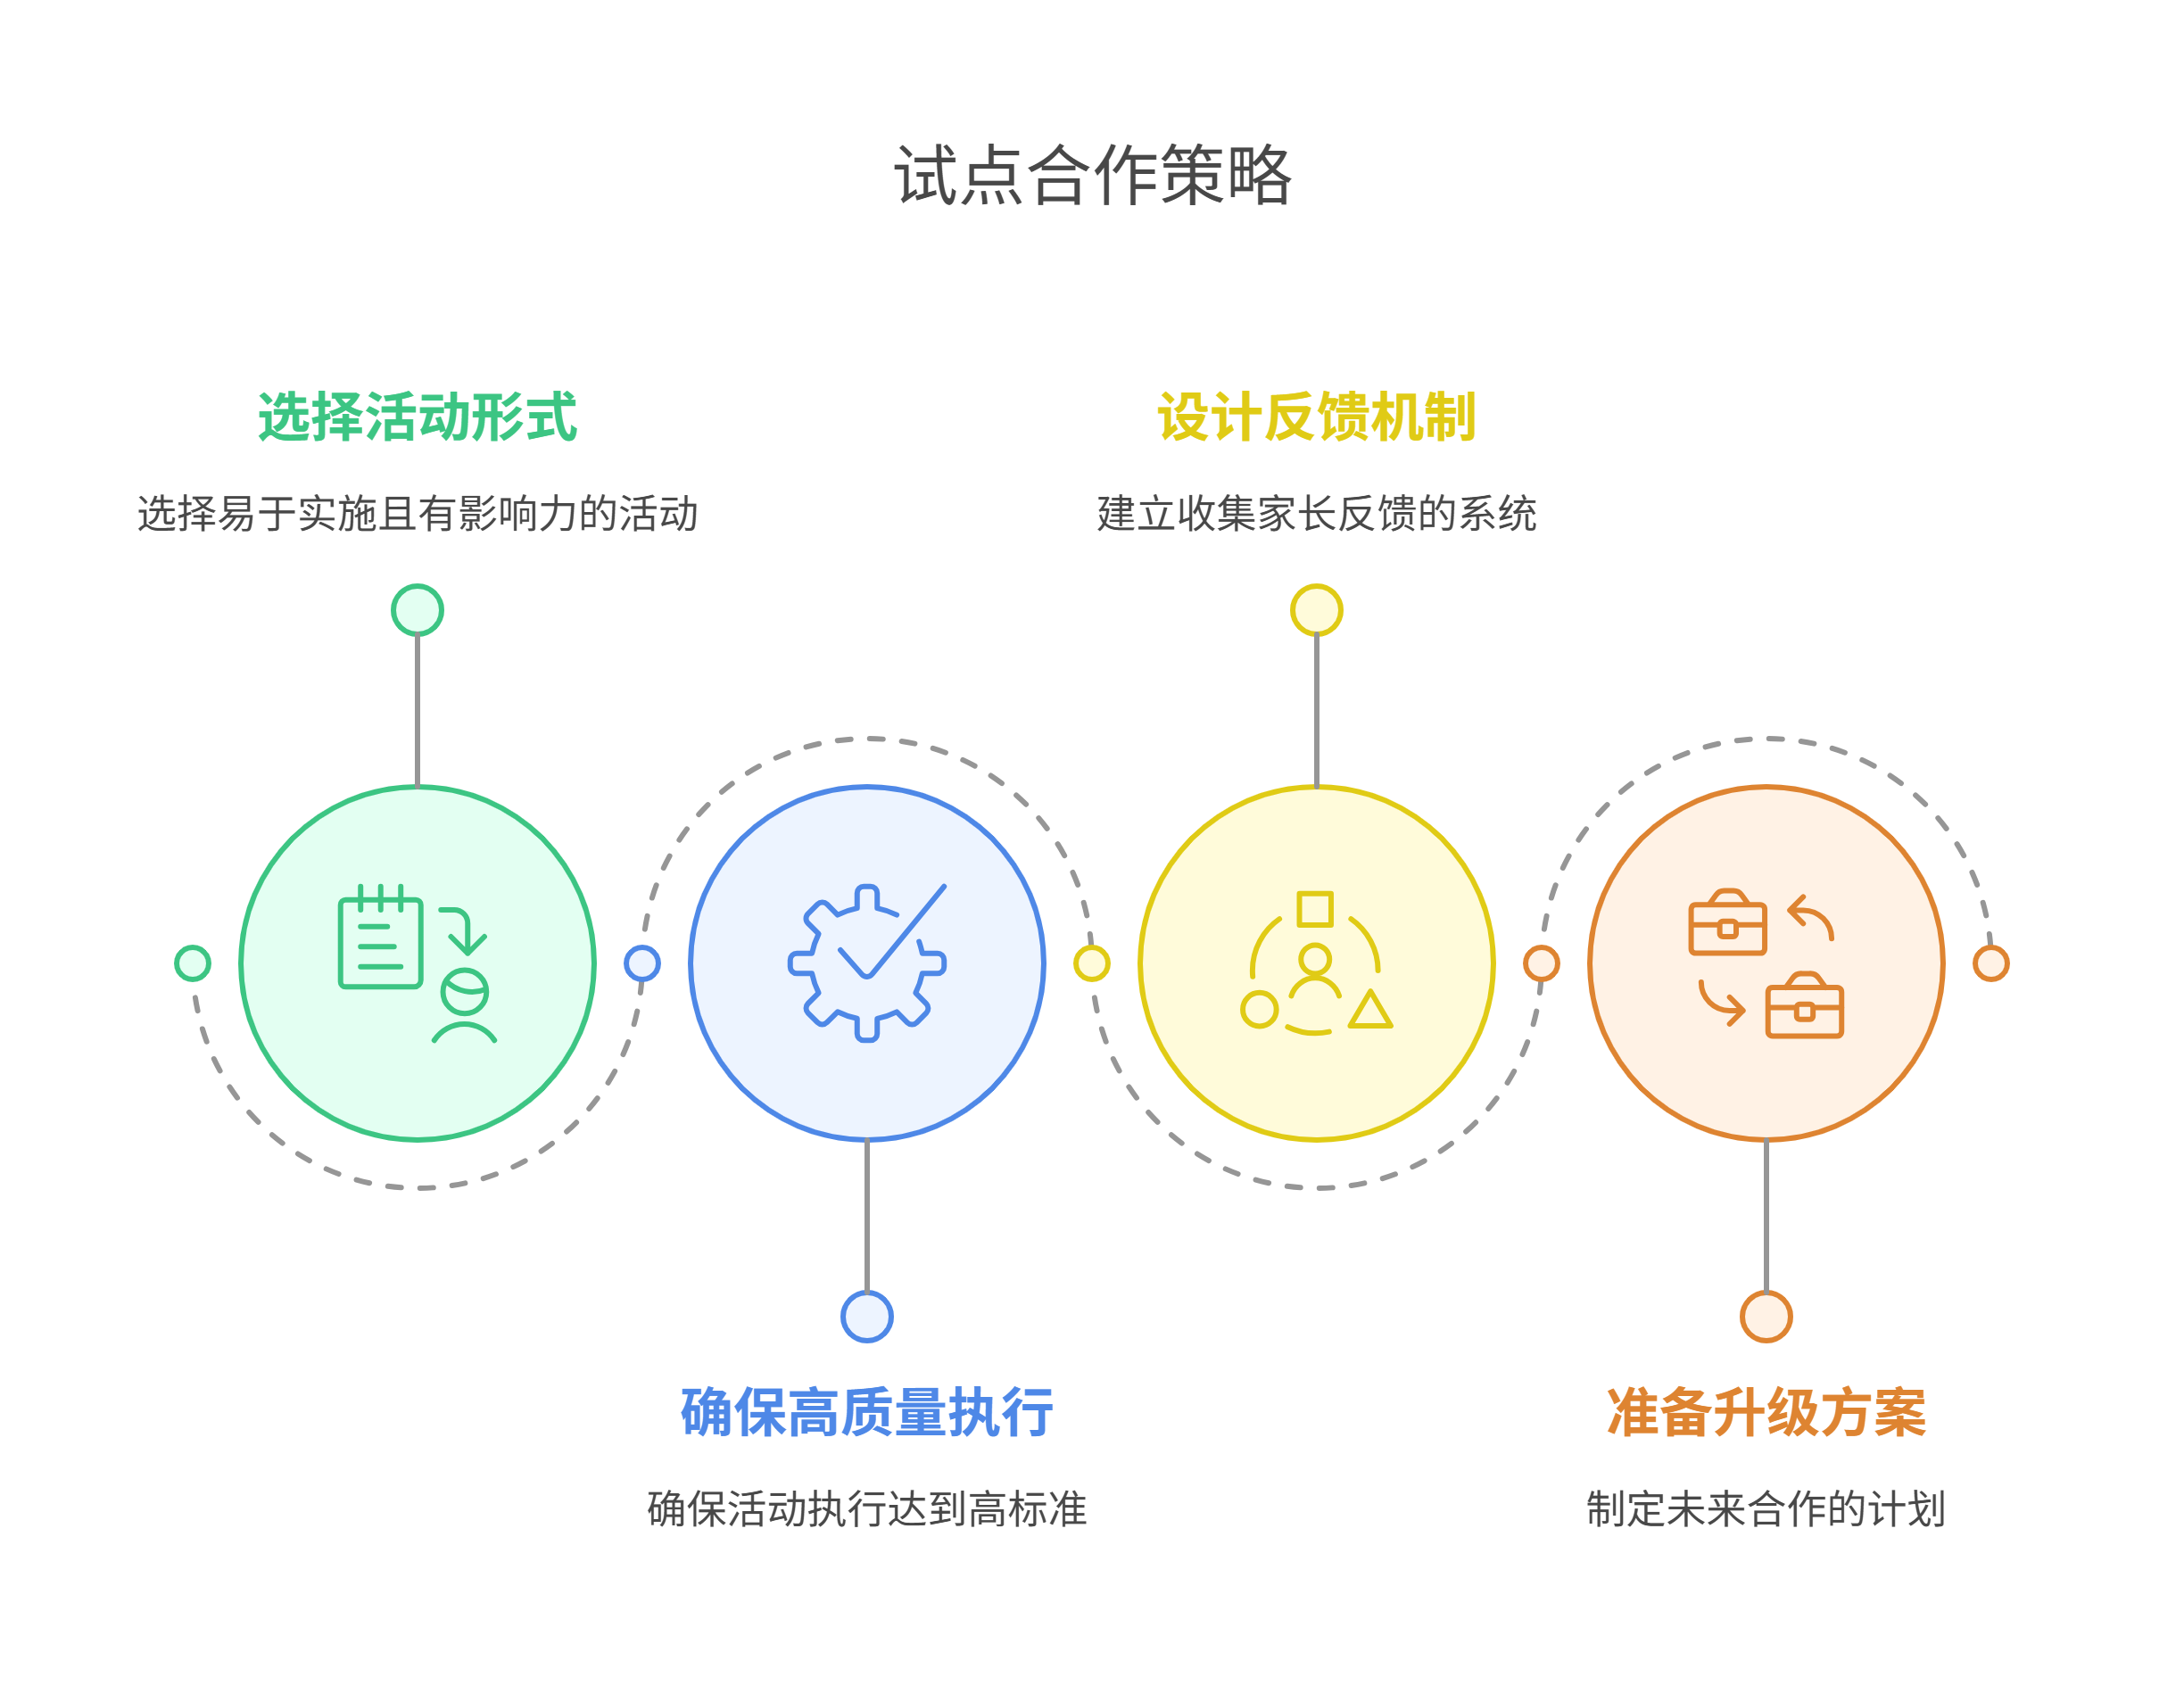 试点合作策略
选择活动形式
选择易于实施且有影响力的活动
设计反馈机制
建立收集家长反馈的系统
确保高质量执行
确保活动执行达到高标准
准备升级方案
制定未来合作的计划